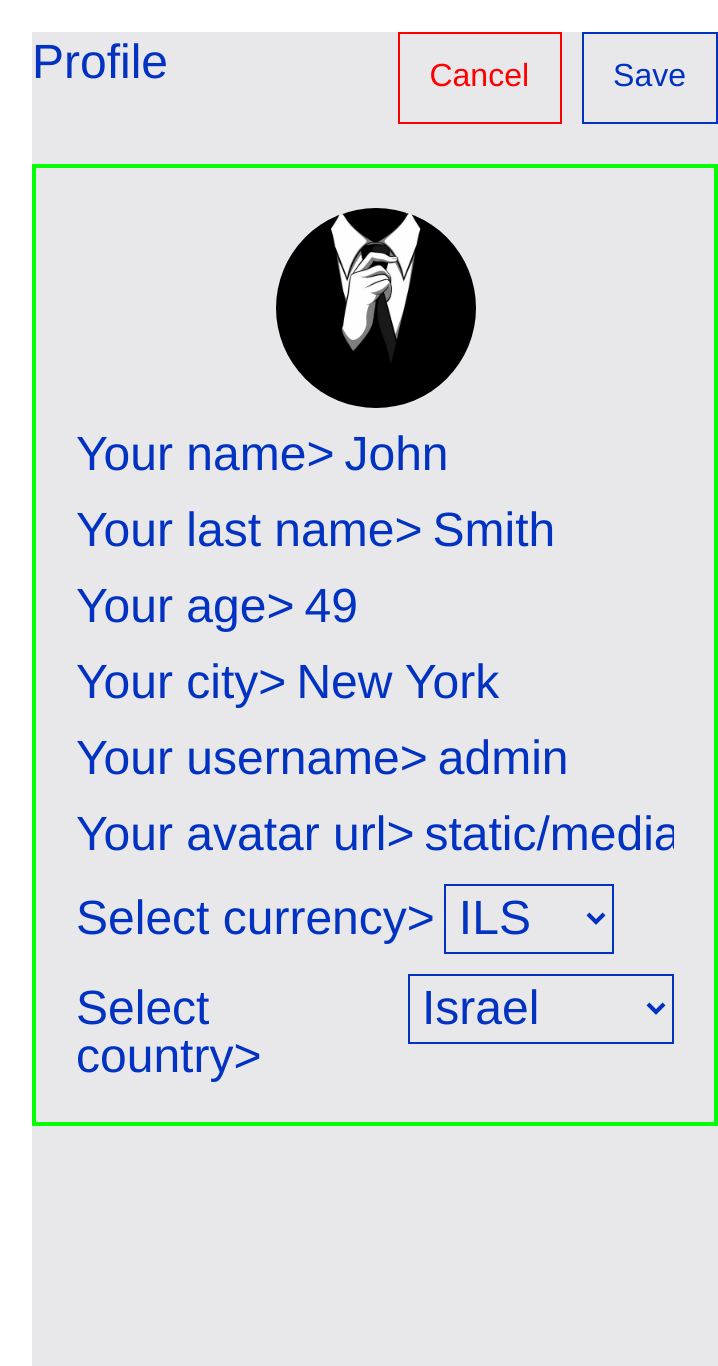 Profile
Cancel
Save
Your name> John
Your last name> Smith
Your age> 49
Your city> New York
Your username> admin
Your avatar url> static/media
Select currency> ILS
Select
country>
Israel